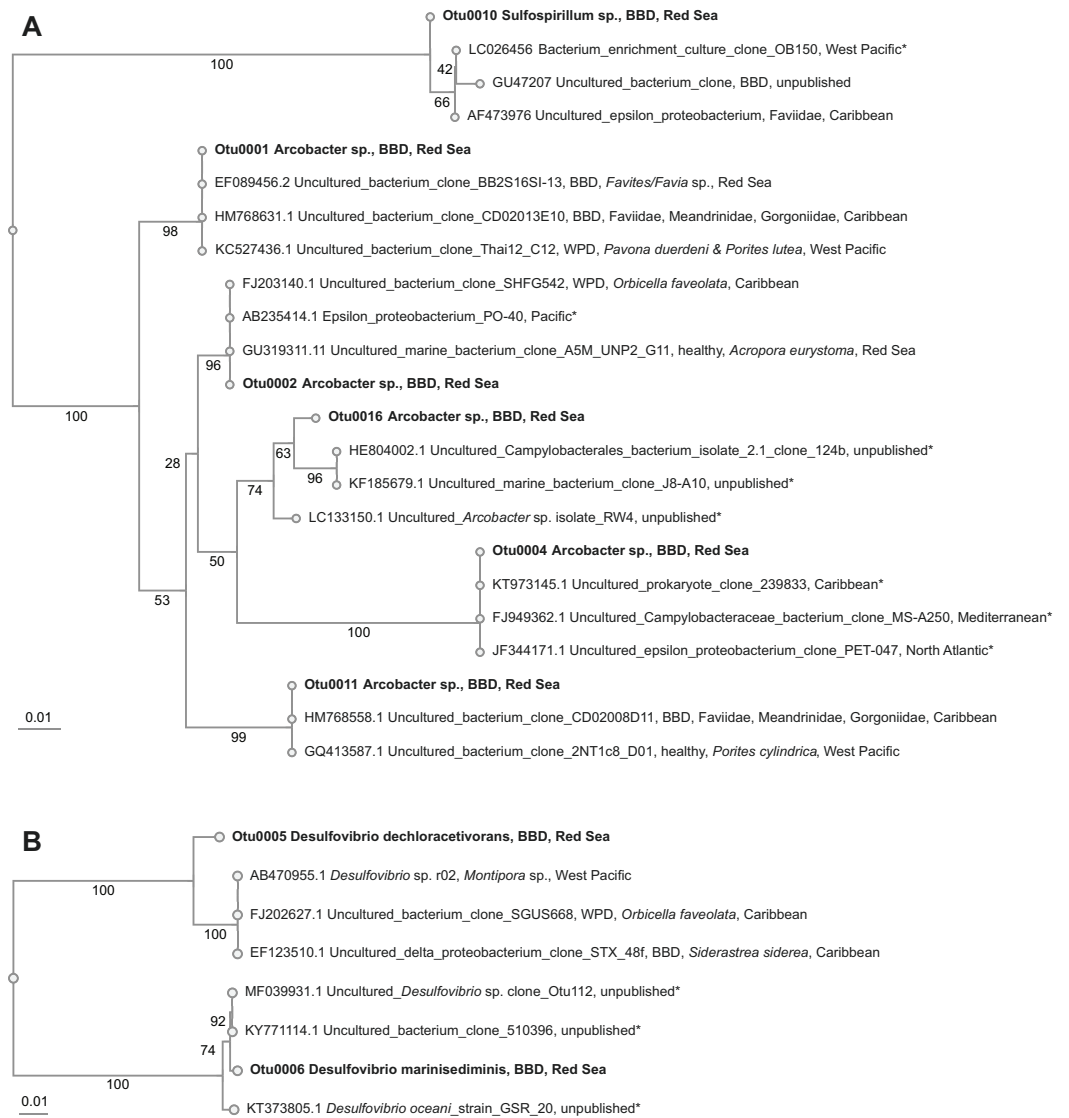 A
Otu0010 Sulfospirillum sp., BBD, Red Sea
LC026456 Bacterium_enrichment_culture_clone_OB150, West Pacific*
100
42
GU47207 Uncultured_bacterium_clone, BBD, unpublished
66
AF473976 Uncultured_epsilon_proteobacterium, Faviidae, Caribbean
Otu0001 Arcobacter sp., BBD, Red Sea
EF089456.2 Uncultured_bacterium_clone_BB2S16SI-13, BBD, Favites/Favia sp., Red Sea
HM768631.1 Uncultured_bacterium_clone_CD02013E10, BBD, Faviidae, Meandrinidae, Gorgoniidae, Caribbean
98
KC527436.1 Uncultured_bacterium_clone_Thai12_C12, WPD, Pavona duerdeni & Porites lutea, West Pacific
FJ203140.1 Uncultured_bacterium_clone_SHFG542, WPD, Orbicella faveolata, Caribbean
AB235414.1 Epsilon_proteobacterium_PO-40, Pacific*
GU319311.11 Uncultured_marine_bacterium_clone_A5M_UNP2_G11, healthy, Acropora eurystoma, Red Sea
96
Otu0002 Arcobacter sp., BBD, Red Sea
100
Otu0016 Arcobacter sp., BBD, Red Sea
HE804002.1 Uncultured_Campylobacterales_bacterium_isolate_2.1_clone_124b, unpublished*
63
28
96
KF185679.1 Uncultured_marine_bacterium_clone_J8-A10, unpublished*
74
LC133150.1 Uncultured_Arcobacter sp. isolate_RW4, unpublished*
Otu0004 Arcobacter sp., BBD, Red Sea
50
KT973145.1 Uncultured_prokaryote_clone_239833, Caribbean*
53
FJ949362.1 Uncultured_Campylobacteraceae_bacterium_clone_MS-A250, Mediterranean*
100
JF344171.1 Uncultured_epsilon_proteobacterium_clone_PET-047, North Atlantic*
Otu0011 Arcobacter sp., BBD, Red Sea
0.01
HM768558.1 Uncultured_bacterium_clone_CD02008D11, BBD, Faviidae, Meandrinidae, Gorgoniidae, Caribbean
99
GQ413587.1 Uncultured_bacterium_clone_2NT1c8_D01, healthy, Porites cylindrica, West Pacific
B
Otu0005 Desulfovibrio dechloracetivorans, BBD, Red Sea
AB470955.1 Desulfovibrio sp. r02, Montipora sp., West Pacific
100
FJ202627.1 Uncultured_bacterium_clone_SGUS668, WPD, Orbicella faveolata, Caribbean
100
EF123510.1 Uncultured_delta_proteobacterium_clone_STX_48f, BBD, Siderastrea siderea, Caribbean
MF039931.1 Uncultured_Desulfovibrio sp. clone_Otu112, unpublished*
92
KY771114.1 Uncultured_bacterium_clone_510396, unpublished*
74
Otu0006 Desulfovibrio marinisediminis, BBD, Red Sea
100
0.01
KT373805.1 Desulfovibrio oceani_strain_GSR_20, unpublished*